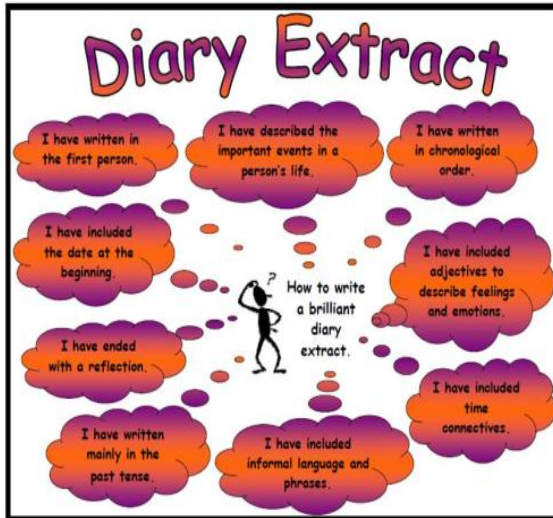 Diary Extract
I have written in
the first person.
I have described the
important events in a
person's life.
I have written
in chronological
order.
I have included
the date at the
beginning.
?
How to write
a brilliant
diary
extract.
I have included
adjectives to
describe feelings
and emotions.
I have ended
with a reflection.
I have included
time
connectives.
I have written
mainly in the
past tense.
I have included
informal language and
phrases.